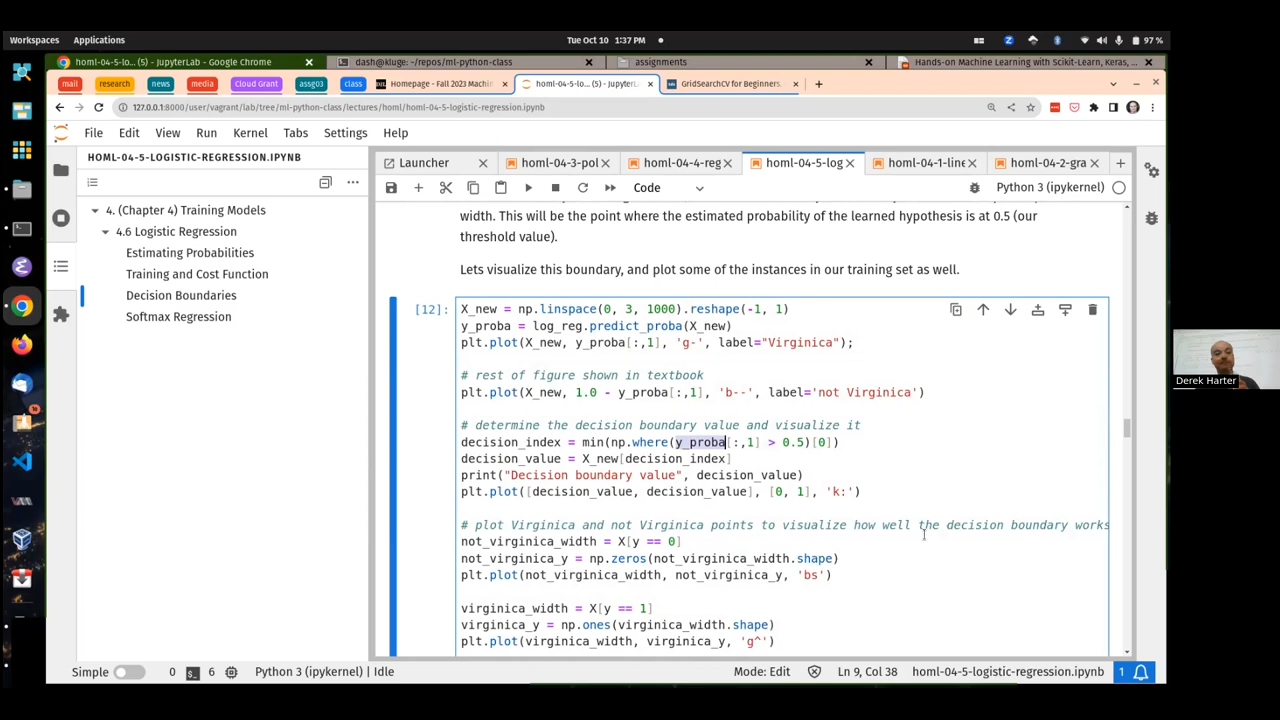 Workspaces Applications Tue Oct 10 1:37 PM 97 %
homl-04-5-lo... (5) - JupyterLab - Google Chrome dash@kluge: ~/repos/ml-python-class assignments Hands-on Machine Learning with Scikit-Learn, Keras, ...
mail research news media Cloud Grant assg03 class Homepage - Fall 2023 Machi homl-04-5-lo... (5) - JupyterL GridSearchCV for Beginners
127.0.0.1:8000/user/vagrant/lab/tree/ml-python-class/lectures/homl/homl-04-5-logistic-regression.ipynb
File Edit View Run Kernel Tabs Settings Help
HOML-04-5-LOGISTIC-REGRESSION.IPYNB
Launcher homl-04-3-pol homl-04-4-reg homl-04-5-log homl-04-1-line homl-04-2-gra
Code Python 3 (ipykernel)
4. (Chapter 4) Training Models
4.6 Logistic Regression
Estimating Probabilities
Training and Cost Function
Decision Boundaries
Softmax Regression
width. This will be the point where the estimated probability of the learned hypothesis is at 0.5 (our
threshold value).
Lets visualize this boundary, and plot some of the instances in our training set as well.
[12]: X_new = np.linspace(0, 3, 1000).reshape(-1, 1)
y_proba = log_reg.predict_proba(X_new)
plt.plot(X_new, y_proba[:,1], 'g-', label="Virginica");
# rest of figure shown in textbook
plt.plot(X_new, 1.0 - y_proba[:,1], 'b--', label='not Virginica')
# determine the decision boundary value and visualize it
decision_index = min(np.where(y_proba[:,1] > 0.5)[0])
decision_value = X_new[decision_index]
print("Decision boundary value", decision_value)
plt.plot([decision_value, decision_value], [0, 1], 'k:')
# plot Virginica and not Virginica points to visualize how well the decision boundary works
not_virginica_width = X[y == 0]
not_virginica_y = np.zeros(not_virginica_width.shape)
plt.plot(not_virginica_width, not_virginica_y, 'bs')
virginica_width = X[y == 1]
virginica_y = np.ones(virginica_width.shape)
plt.plot(virginica_width, virginica_y, 'g^')
Derek Harter
Simple 0 6 Python 3 (ipykernel) | Idle Mode: Edit Ln 9, Col 38 homl-04-5-logistic-regression.ipynb 1